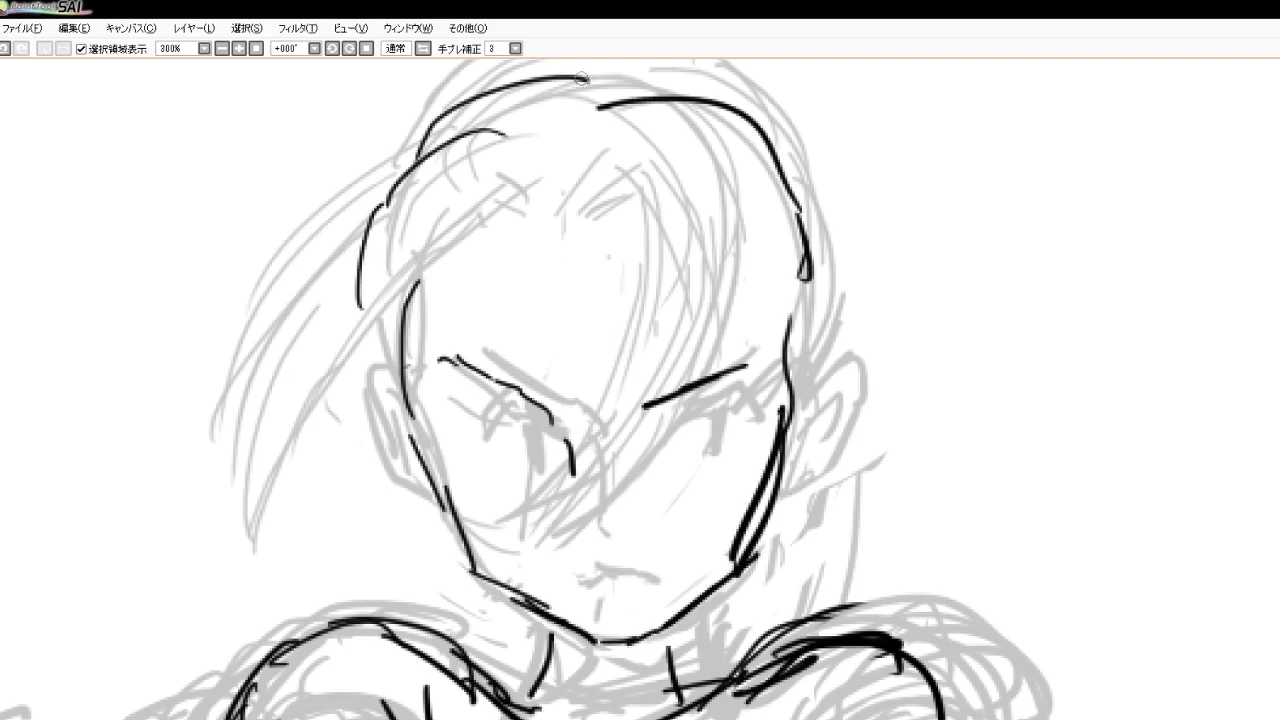 PaintTool SAI
ファイル(F) 編集(E) キャンバス(C) レイヤー(L) 選択(S) フィルタ(T) ビュー(V) ウィンドウ(W) その他(O)
選択領域表示 300% +000° 通常 手ブレ補正 3